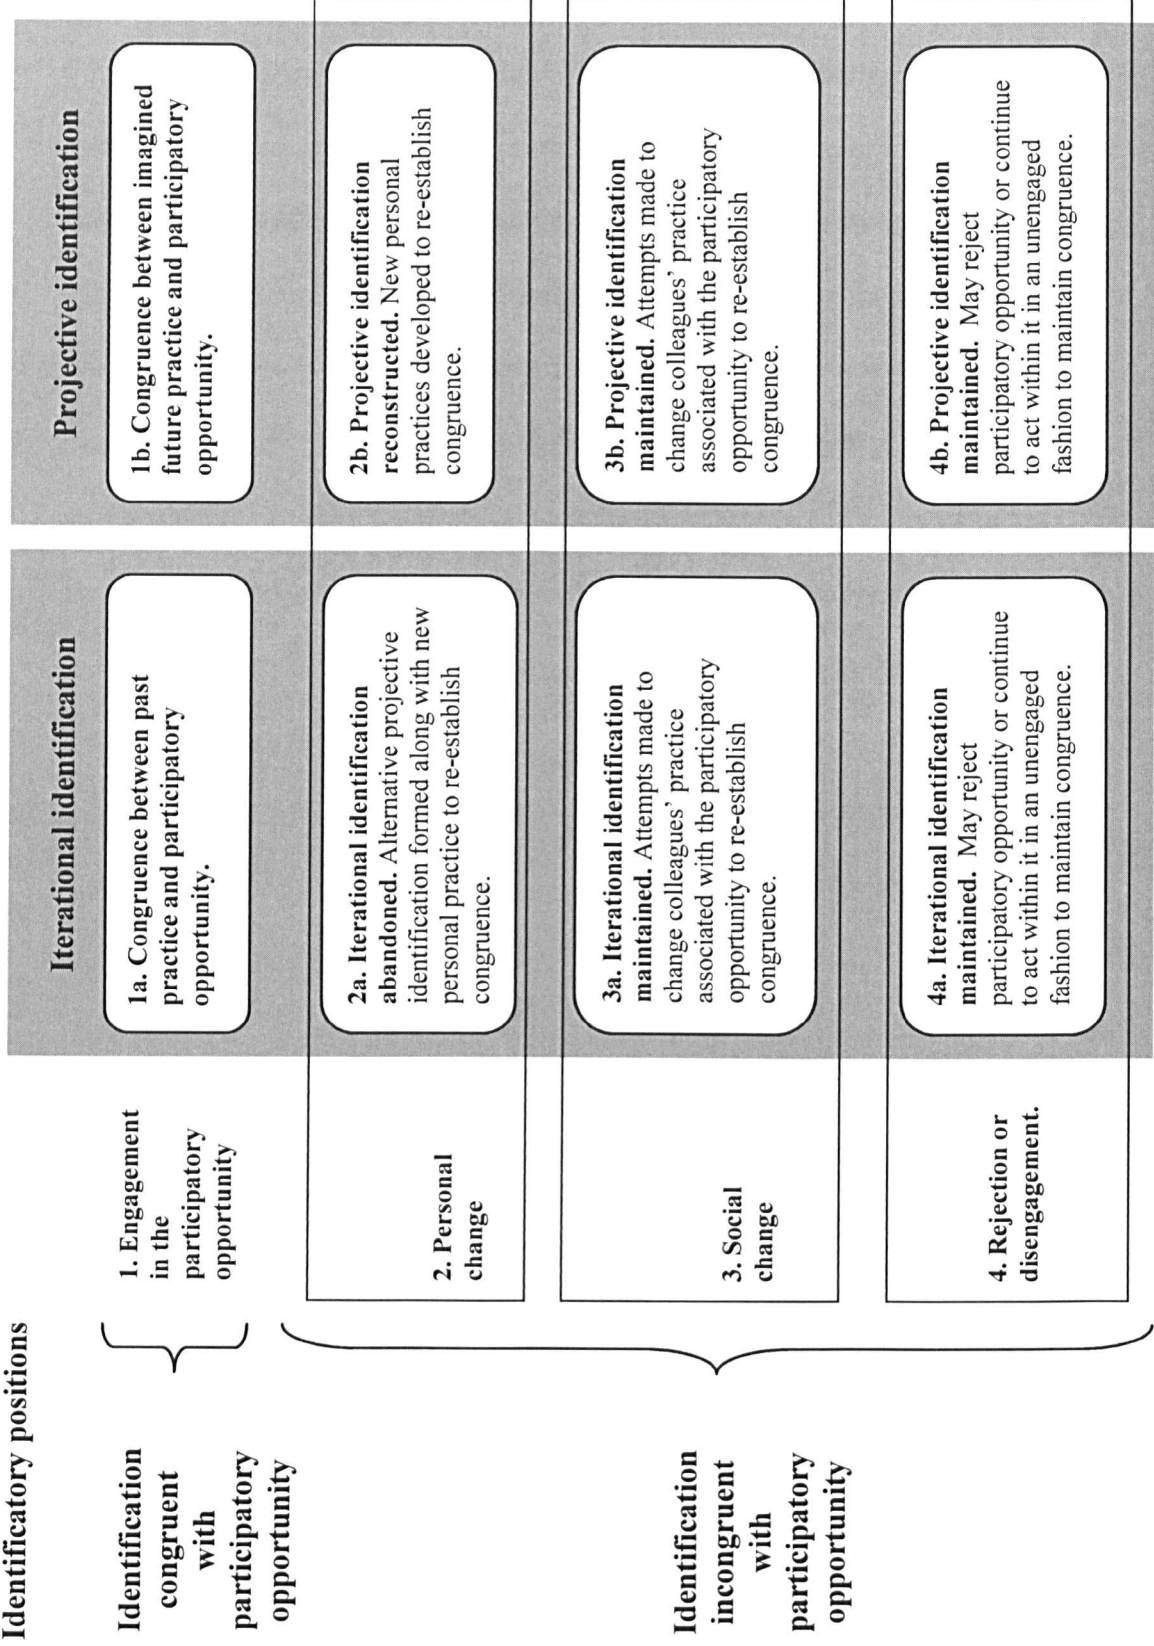 Identificatory positions
Iterational identification
Projective identification
Identification
congruent
with
participatory
opportunity
1. Engagement
in the
participatory
opportunity
1a. Congruence between past
practice and participatory
opportunity.
1b. Congruence between imagined
future practice and participatory
opportunity.
Identification
incongruent
with
participatory
opportunity
2. Personal
change
2a. Iterational identification
abandoned. Alternative projective
identification formed along with new
personal practice to re-establish
congruence.
2b. Projective identification
reconstructed. New personal
practices developed to re-establish
congruence.
3. Social
change
3a. Iterational identification
maintained. Attempts made to
change colleagues’ practice
associated with the participatory
opportunity to re-establish
congruence.
3b. Projective identification
maintained. Attempts made to
change colleagues’ practice
associated with the participatory
opportunity to re-establish
congruence.
4. Rejection or
disengagement.
4a. Iterational identification
maintained. May reject
participatory opportunity or continue
to act within it in an unengaged
fashion to maintain congruence.
4b. Projective identification
maintained. May reject
participatory opportunity or continue
to act within it in an unengaged
fashion to maintain congruence.